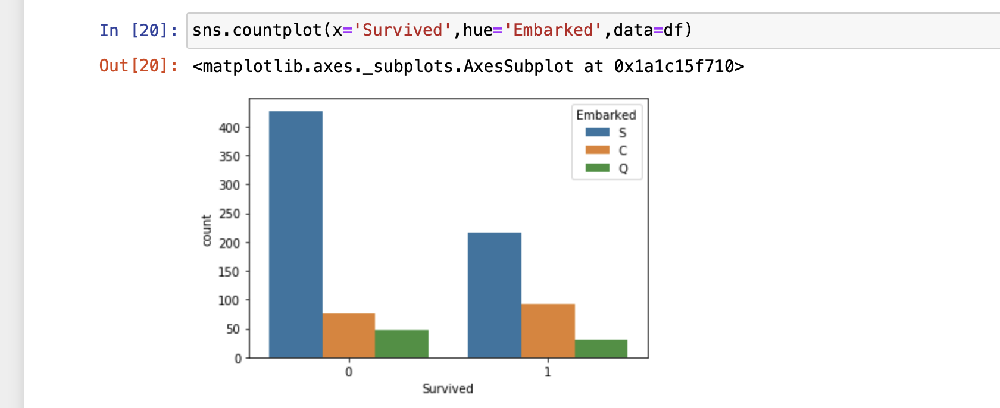 In [20]: sns.countplot(x='Survived',hue='Embarked',data=df)
Out[20]: <matplotlib.axes._subplots.AxesSubplot at 0x1a1c15f710>
Embarked
S
C
Q
400
350
300
250
200
150
100
50
0
count
0 1
Survived